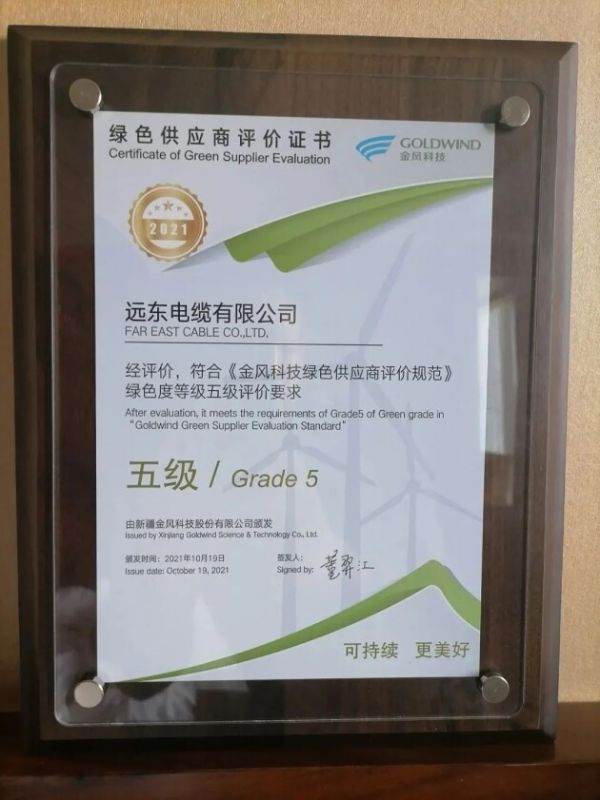 绿色供应商评价证书
Certificate of Green Supplier Evaluation
GOLDWIND
金风科技
2021
远东电缆有限公司
FAR EAST CABLE CO.,LTD.
经评价，符合《金风科技绿色供应商评价规范》
绿色度等级五级评价要求
After evaluation, it meets the requirements of Grade5 of Green grade in
“Goldwind Green Supplier Evaluation Standard”
五级 / Grade 5
由新疆金风科技股份有限公司颁发
Issued by Xinjiang Goldwind Science & Technology Co., Ltd.
颁发时间：2021年10月19日
Issue date: October 19, 2021
签发人：
Signed by:
可持续 更美好